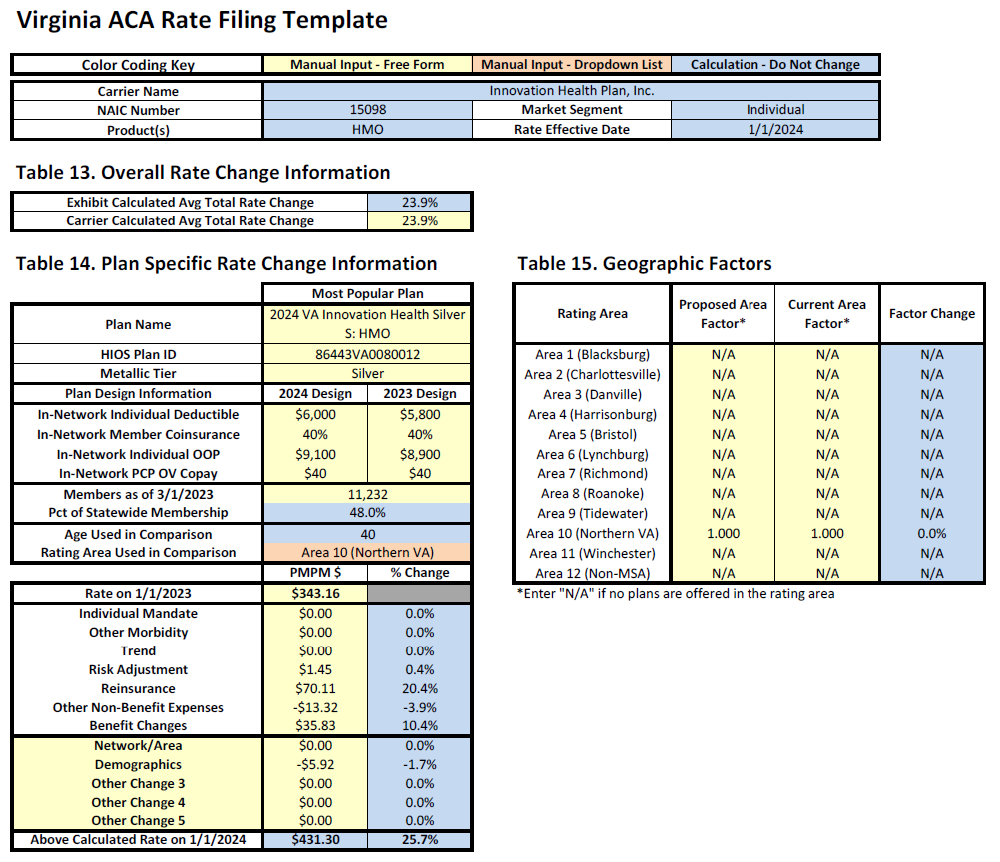 Virginia ACA Rate Filing Template
Color Coding Key Manual Input - Free Form Manual Input - Dropdown List Calculation - Do Not Change
Carrier Name Innovation Health Plan, Inc.
NAIC Number 15098 Market Segment Individual
Product(s) HMO Rate Effective Date 1/1/2024
Table 13. Overall Rate Change Information
Exhibit Calculated Avg Total Rate Change 23.9%
Carrier Calculated Avg Total Rate Change 23.9%
Table 14. Plan Specific Rate Change Information
Most Popular Plan
Plan Name 2024 VA Innovation Health Silver
S: HMO
HIOS Plan ID 86443VA0080012
Metallic Tier Silver
Plan Design Information 2024 Design 2023 Design
In-Network Individual Deductible $6,000 $5,800
In-Network Member Coinsurance 40% 40%
In-Network Individual OOP $9,100 $8,900
In-Network PCP OV Copay $40 $40
Members as of 3/1/2023 11,232
Pct of Statewide Membership 48.0%
Age Used in Comparison 40
Rating Area Used in Comparison Area 10 (Northern VA)
PMPM $ % Change
Rate on 1/1/2023 $343.16
Individual Mandate $0.00 0.0%
Other Morbidity $0.00 0.0%
Trend $0.00 0.0%
Risk Adjustment $1.45 0.4%
Reinsurance $70.11 20.4%
Other Non-Benefit Expenses -$13.32 -3.9%
Benefit Changes $35.83 10.4%
Network/Area $0.00 0.0%
Demographics -$5.92 -1.7%
Other Change 3 $0.00 0.0%
Other Change 4 $0.00 0.0%
Other Change 5 $0.00 0.0%
Above Calculated Rate on 1/1/2024 $431.30 25.7%
Table 15. Geographic Factors
Rating Area Proposed Area Factor* Current Area Factor* Factor Change
Area 1 (Blacksburg) N/A N/A N/A
Area 2 (Charlottesville) N/A N/A N/A
Area 3 (Danville) N/A N/A N/A
Area 4 (Harrisonburg) N/A N/A N/A
Area 5 (Bristol) N/A N/A N/A
Area 6 (Lynchburg) N/A N/A N/A
Area 7 (Richmond) N/A N/A N/A
Area 8 (Roanoke) N/A N/A N/A
Area 9 (Tidewater) N/A N/A N/A
Area 10 (Northern VA) 1.000 1.000 0.0%
Area 11 (Winchester) N/A N/A N/A
Area 12 (Non-MSA) N/A N/A N/A
*Enter "N/A" if no plans are offered in the rating area